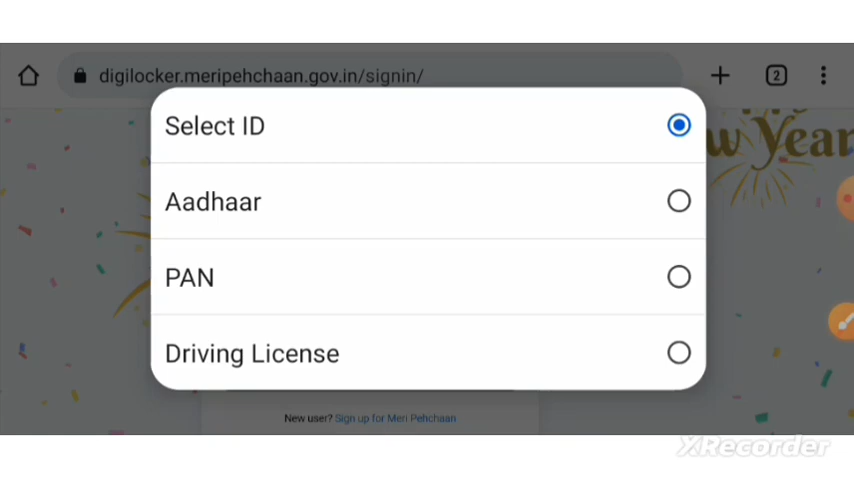 digilocker.meripehchaan.gov.in/signin/
2
Select ID
w Year
Aadhaar
PAN
Driving License
New user? Sign up for Meri Pehchaan
XRecorder